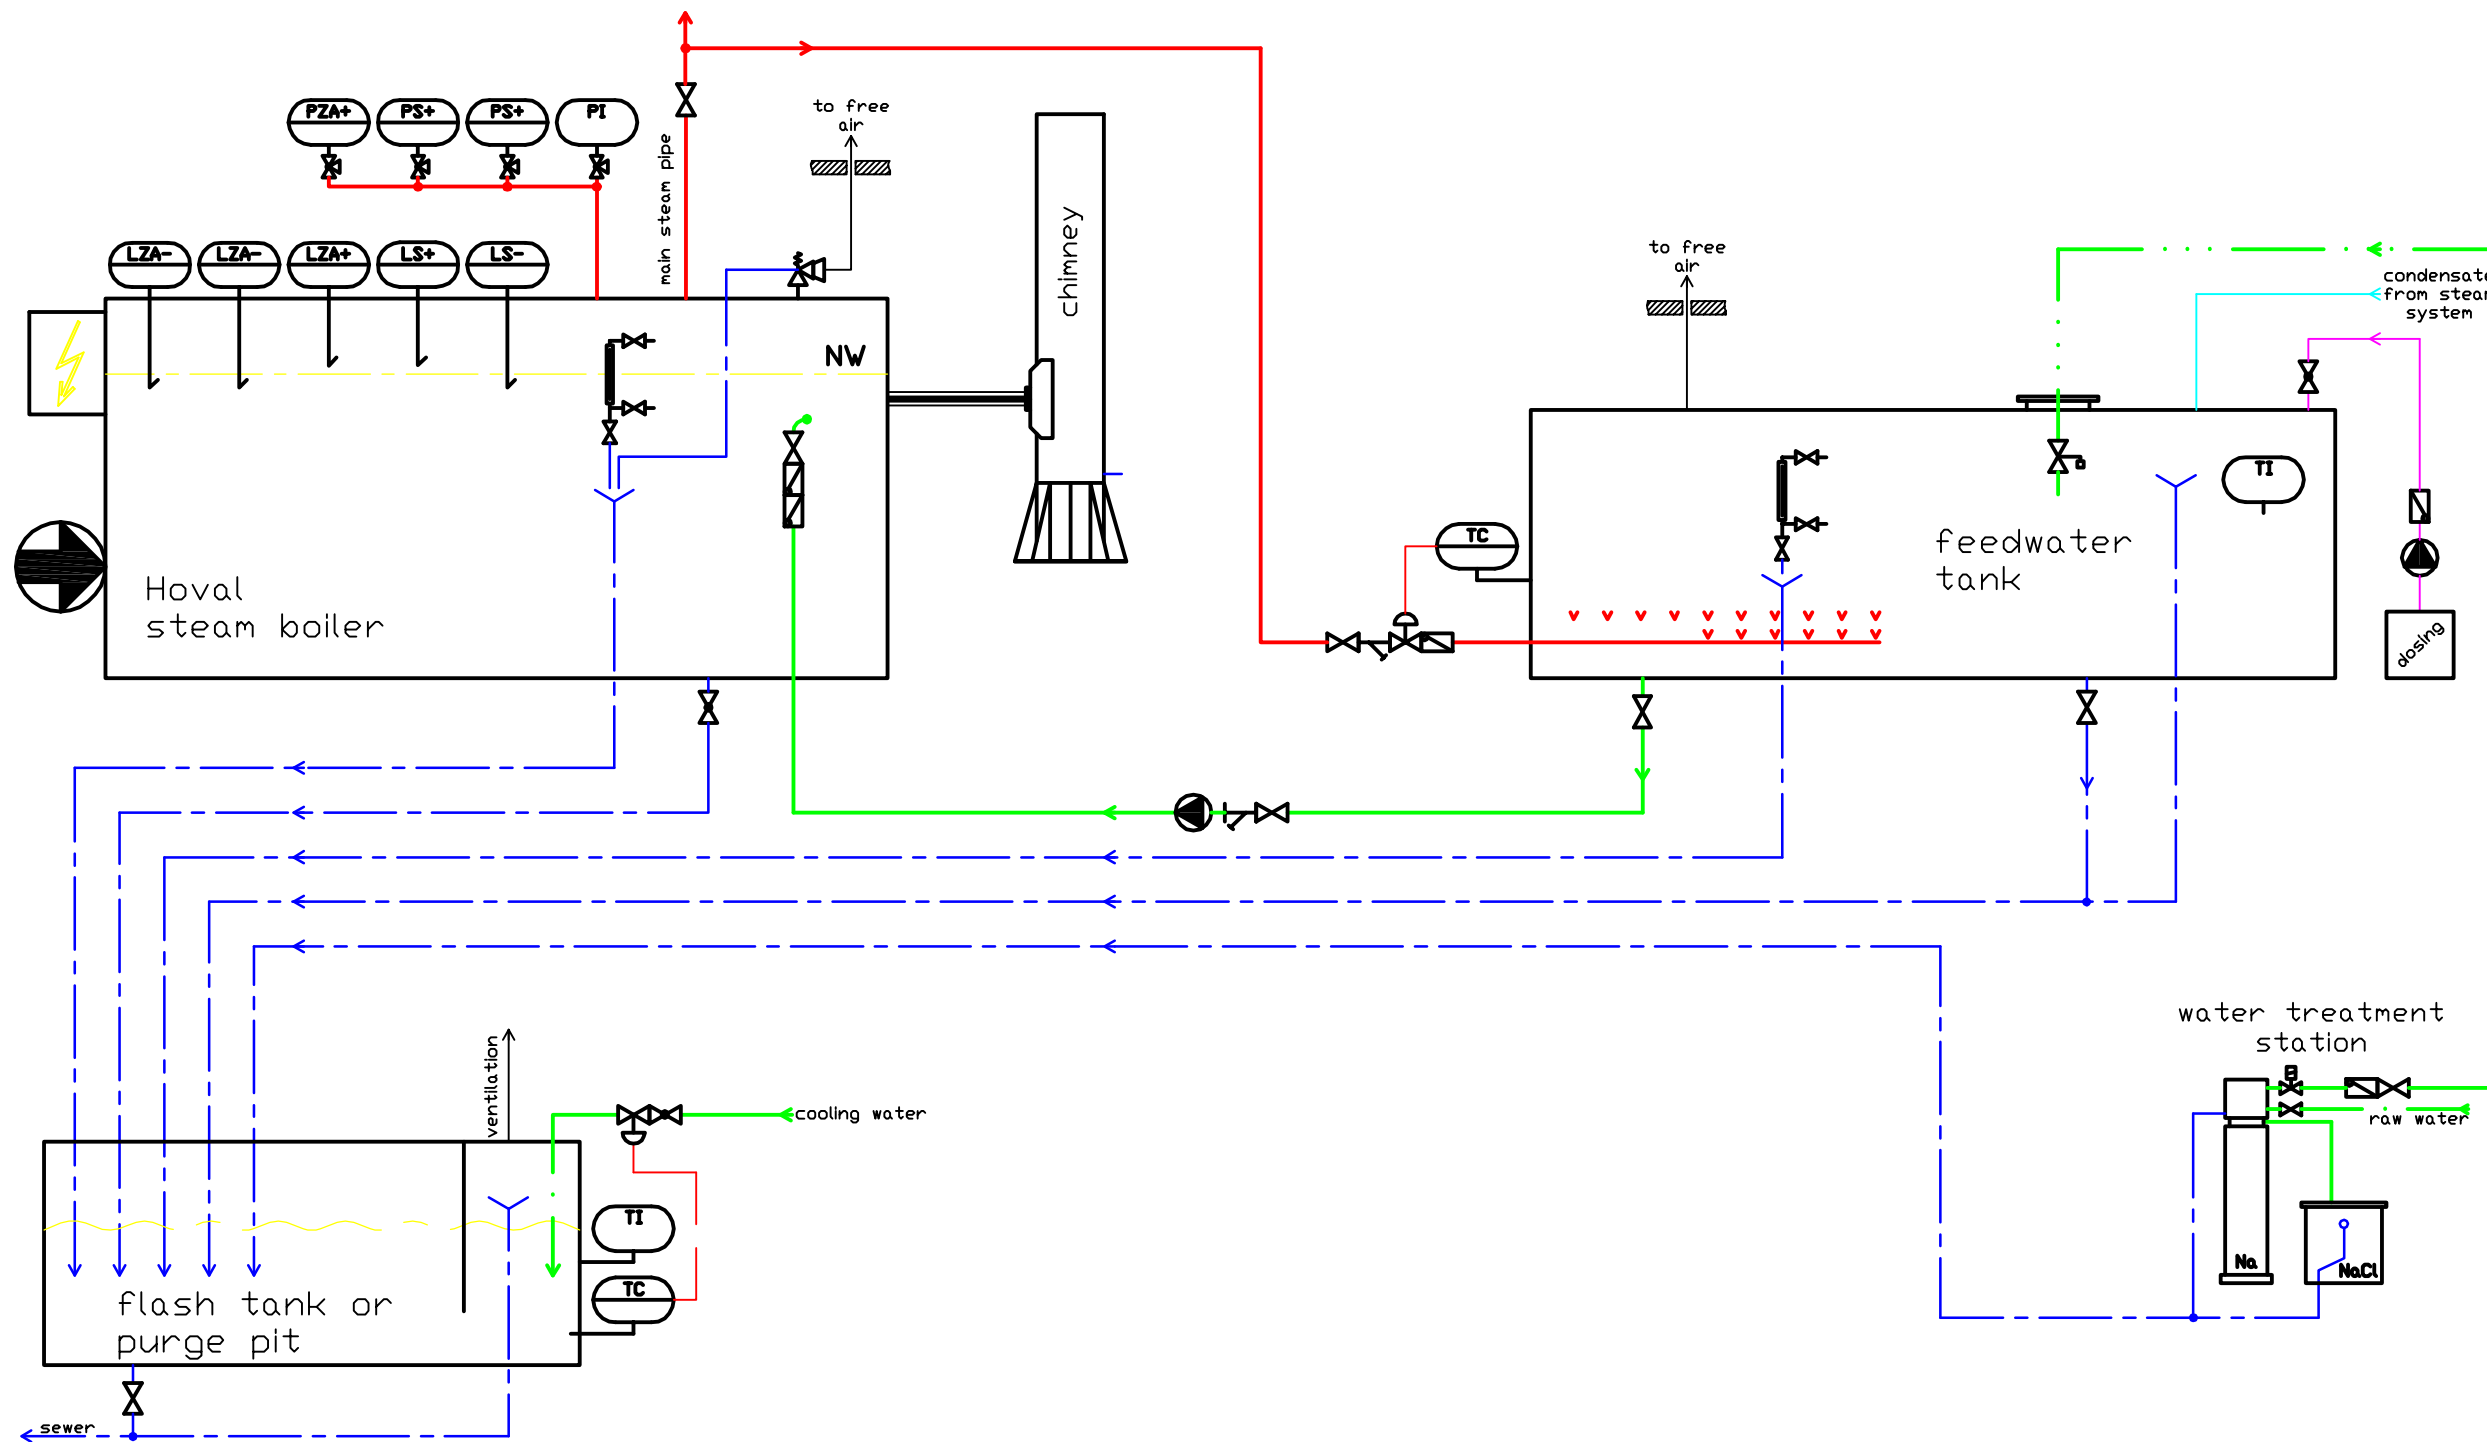 PZA+
PS+
PS+
PI
main steam pipe
to free
air
chimney
LZA-
LZA-
LZA+
LS+
LS-
NW
Hoval
steam boiler
to free
air
condensate
from steam
system
TI
TC
feedwater
tank
dosing
water treatment
station
raw water
Na
NaCl
ventilation
cooling water
TI
TC
flash tank or
purge pit
sewer